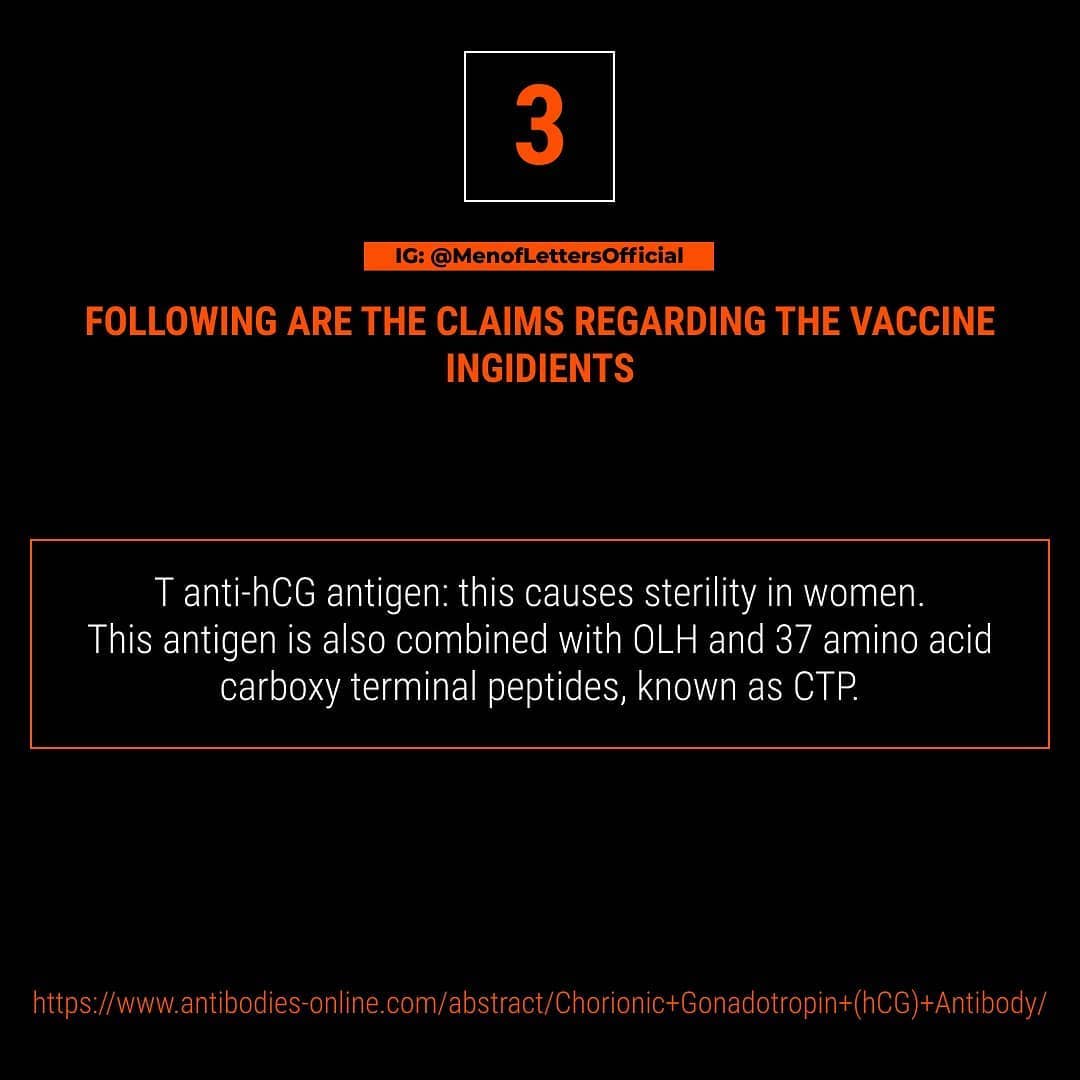 3
IG: @MenofLettersOfficial
FOLLOWING ARE THE CLAIMS REGARDING THE VACCINE
INGIDIENTS
T anti-hCG antigen: this causes sterility in women.
This antigen is also combined with OLH and 37 amino acid
carboxy terminal peptides, known as CTP.
https://www.antibodies-online.com/abstract/Chorionic+Gonadotropin+(hCG)+Antibody/